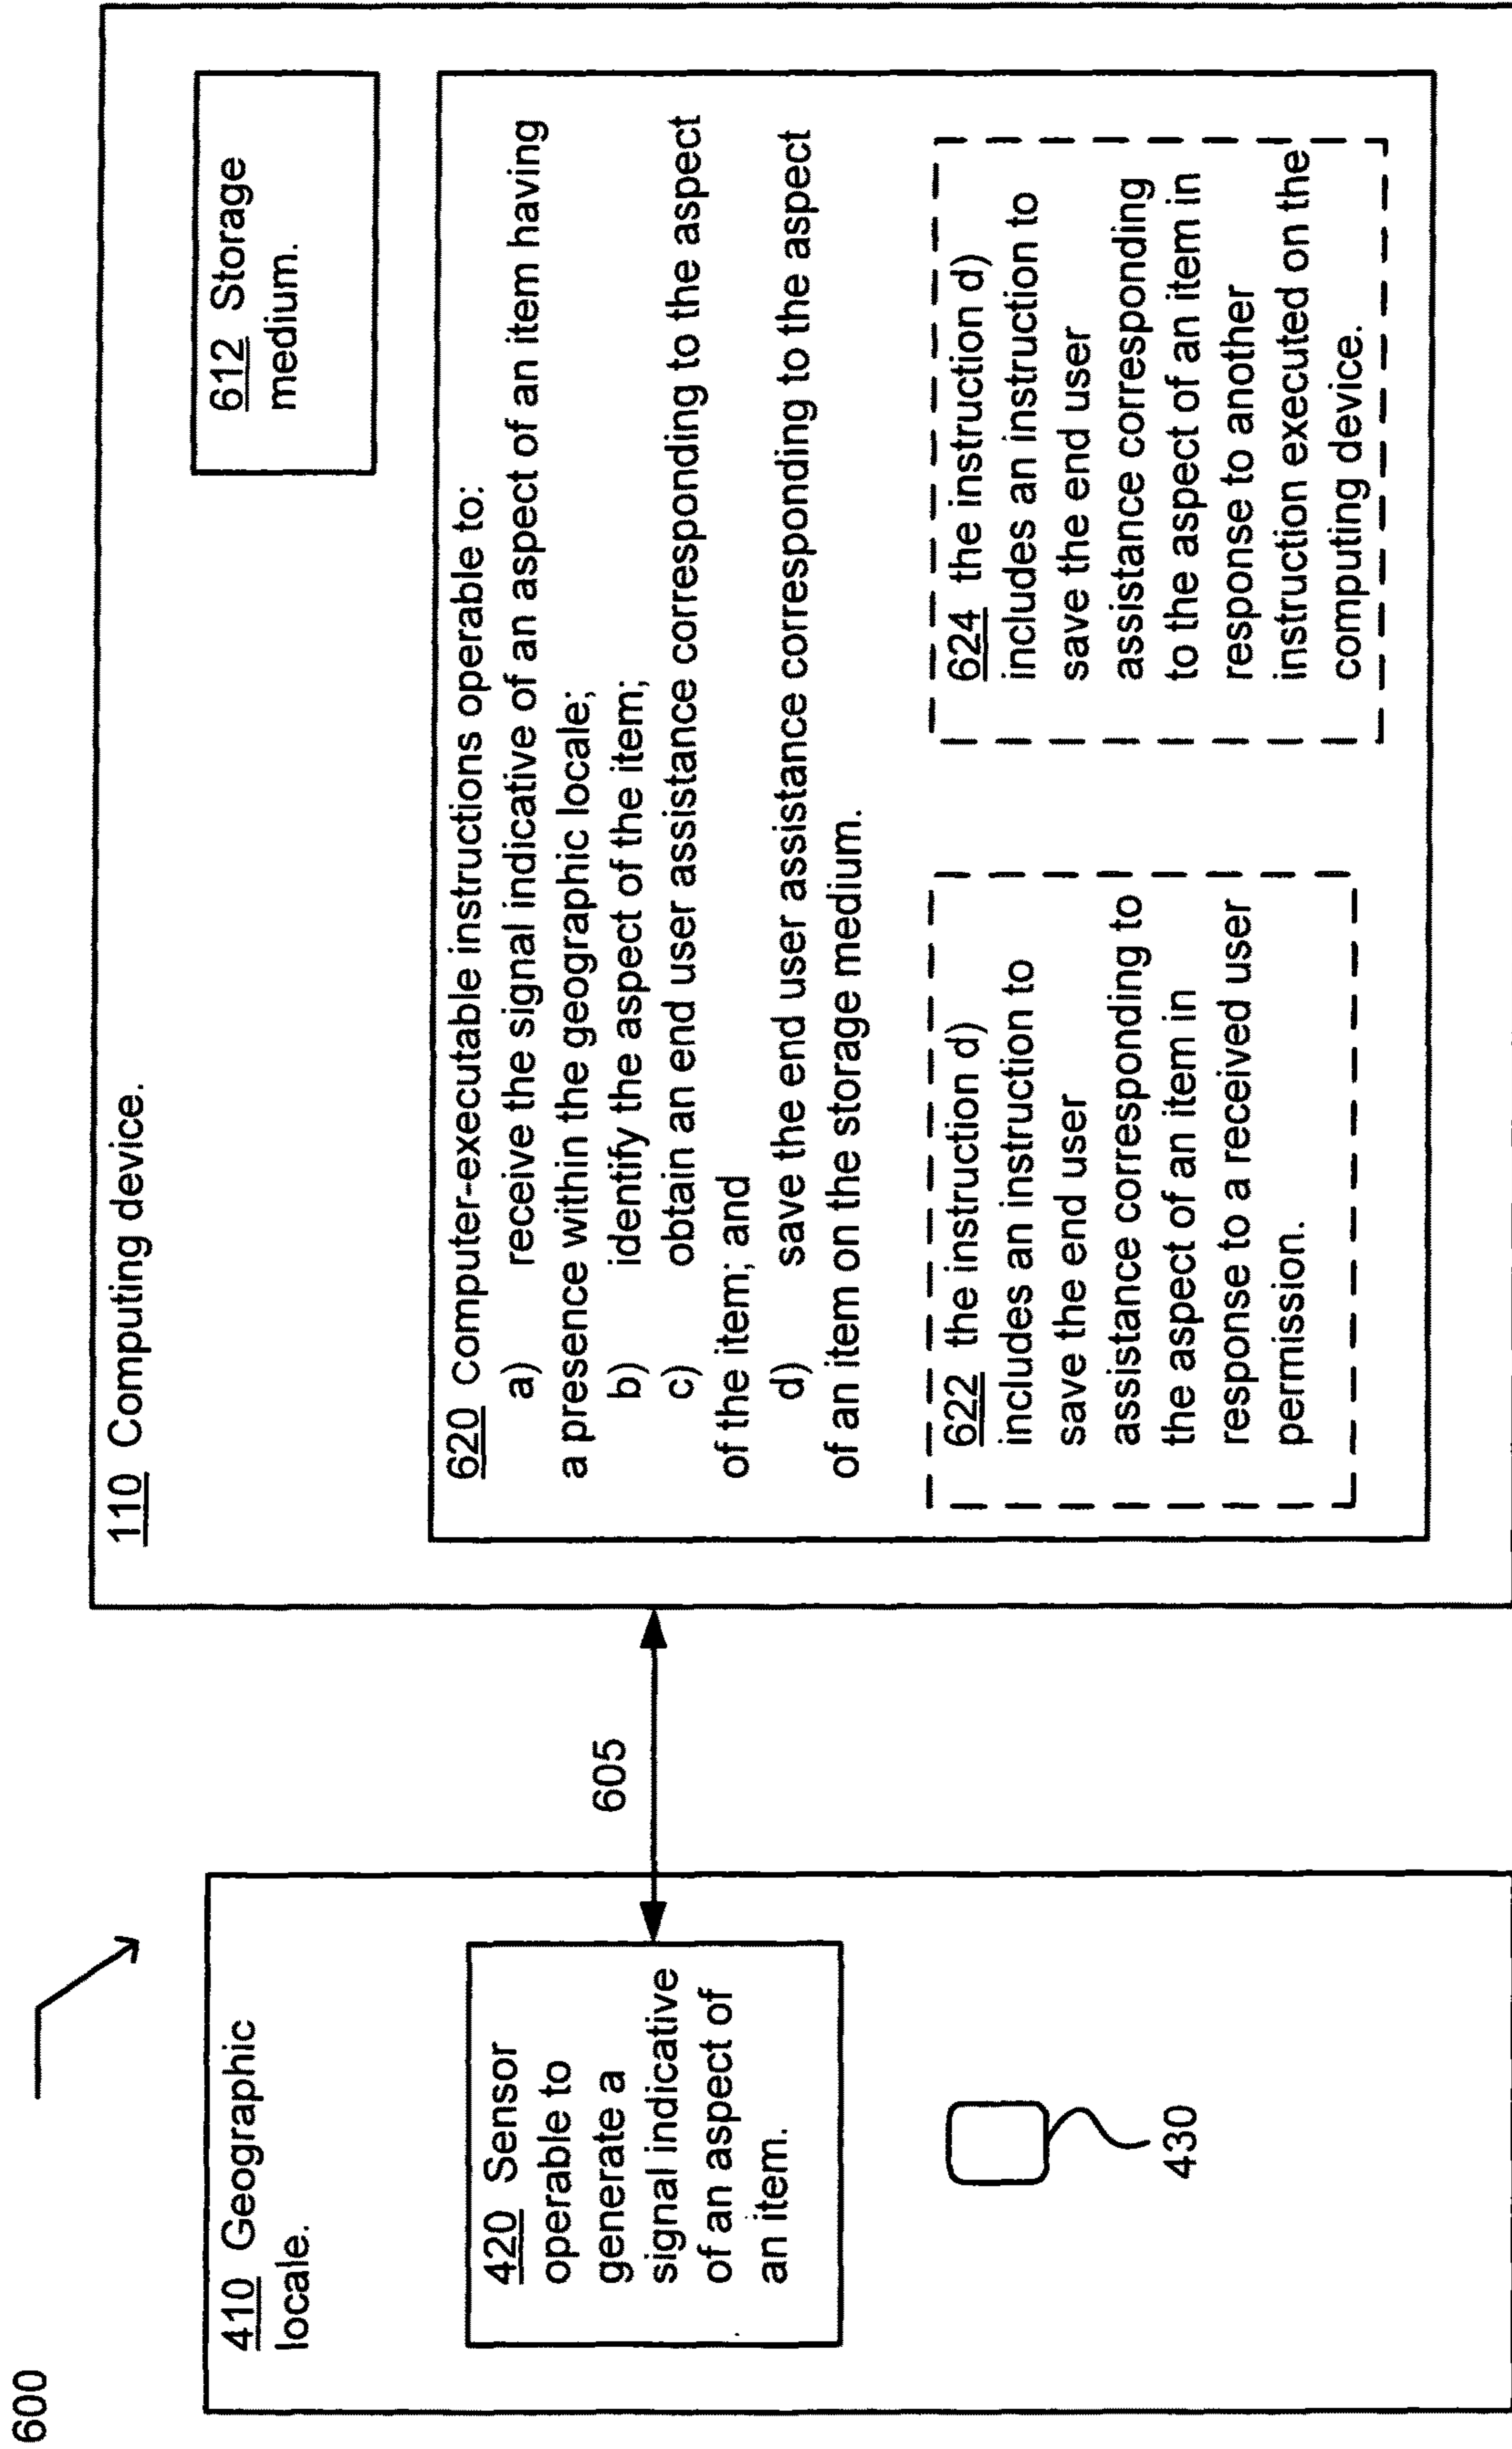 600
410 Geographic
locale.
420 Sensor
operable to
generate a
signal indicative
of an aspect of
an item.
430
605
110 Computing device.
612 Storage
medium.
620 Computer-executable instructions operable to:
a) receive the signal indicative of an aspect of an item having
a presence within the geographic locale;
b) identify the aspect of the item;
c) obtain an end user assistance corresponding to the aspect
of the item; and
d) save the end user assistance corresponding to the aspect
of an item on the storage medium.
622 the instruction d)
includes an instruction to
save the end user
assistance corresponding to
the aspect of an item in
response to a received user
permission.
624 the instruction d)
includes an instruction to
save the end user
assistance corresponding
to the aspect of an item in
response to another
instruction executed on the
computing device.